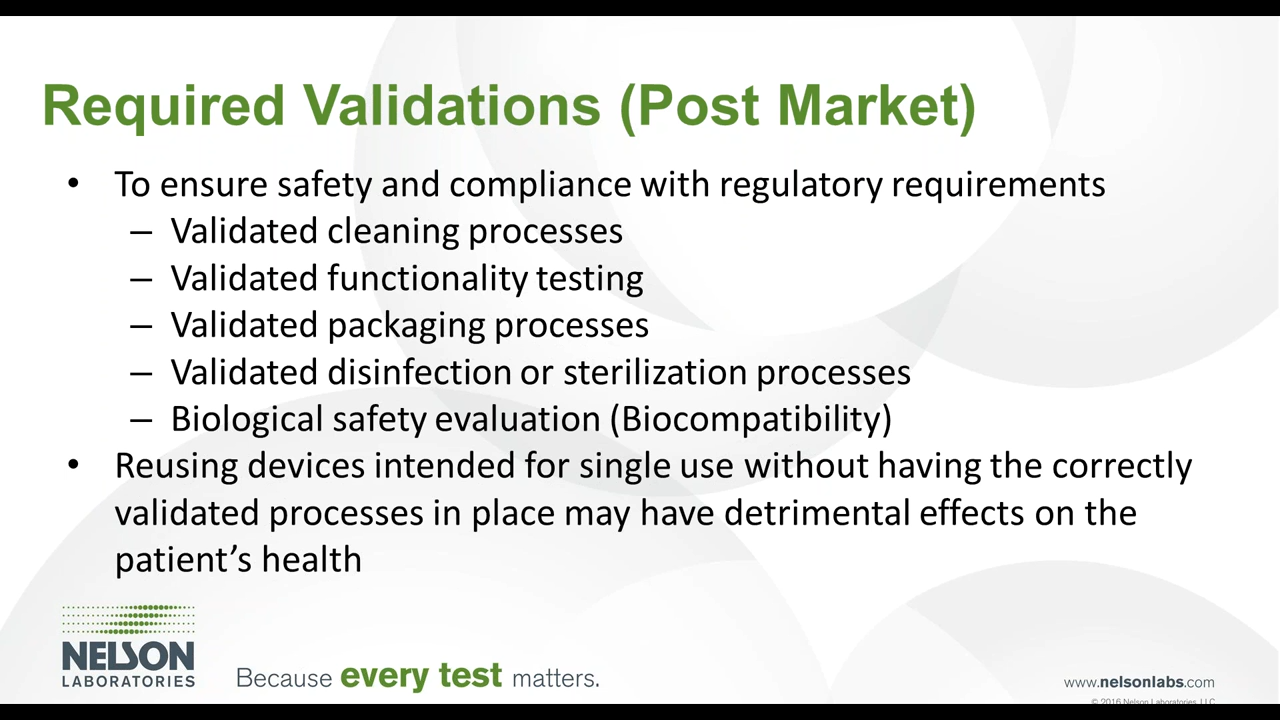 Required Validations (Post Market)
• To ensure safety and compliance with regulatory requirements
– Validated cleaning processes
– Validated functionality testing
– Validated packaging processes
– Validated disinfection or sterilization processes
– Biological safety evaluation (Biocompatibility)
• Reusing devices intended for single use without having the correctly
validated processes in place may have detrimental effects on the
patient’s health
NELSON
LABORATORIES
Because every test matters.
www.nelsonlabs.com
© 2016 Nelson Laboratories, LLC